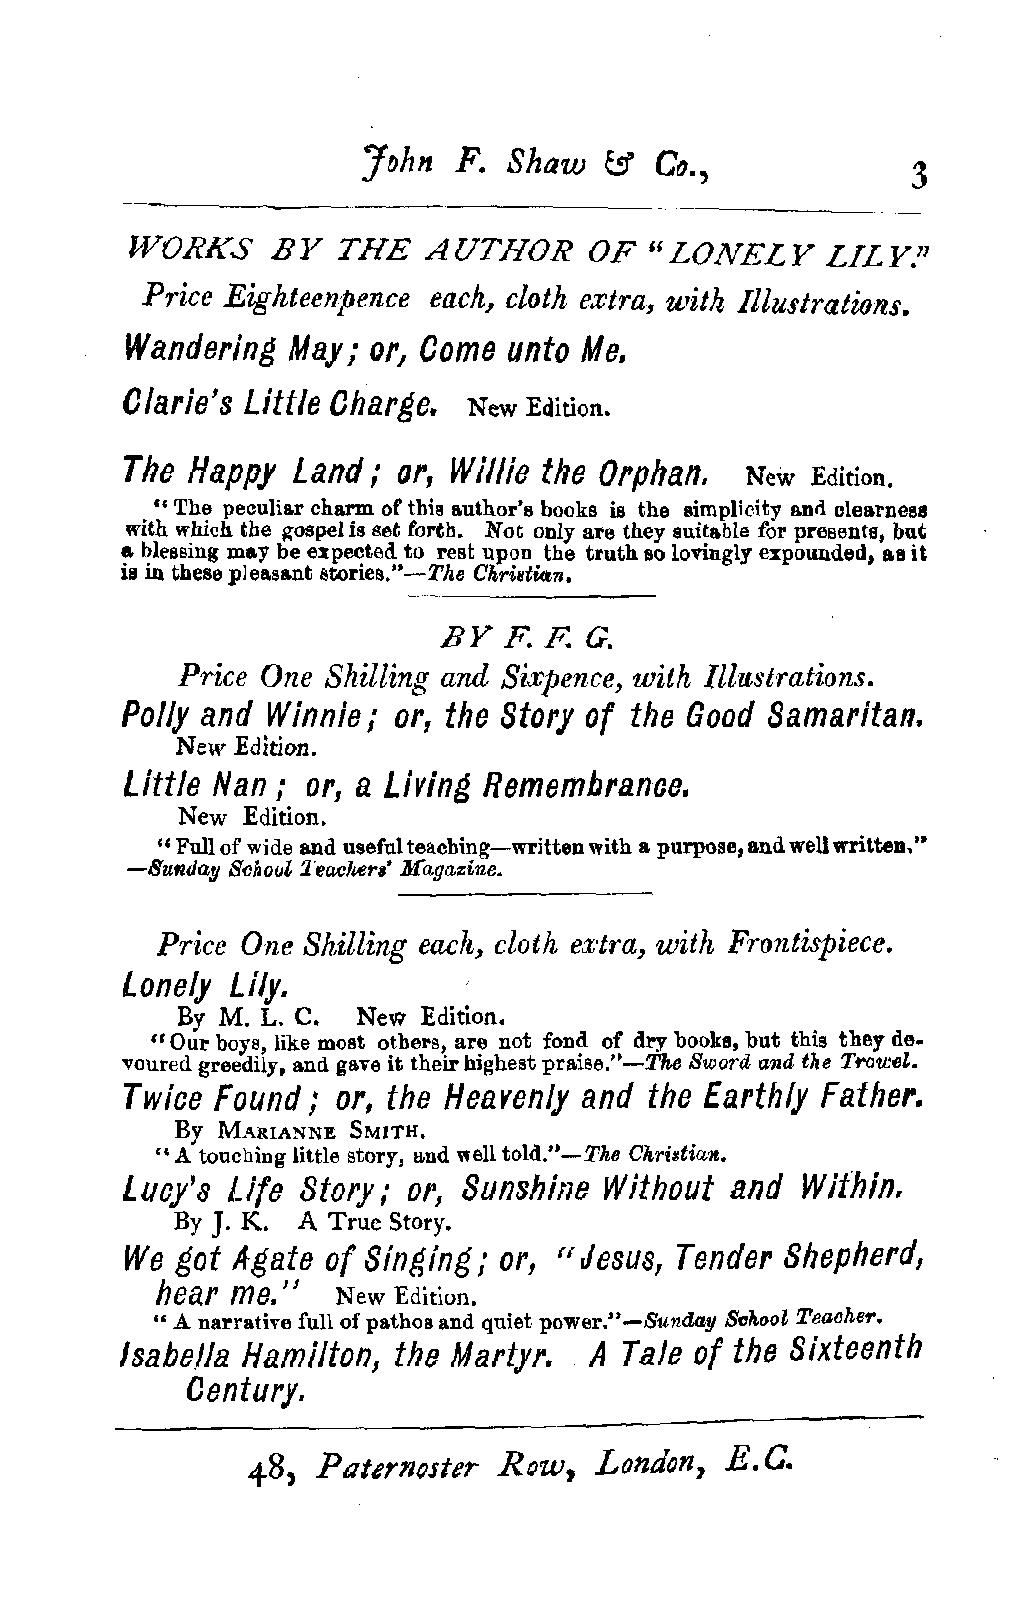 John F. Shaw & Co.,
3
WORKS BY THE AUTHOR OF "LONELY LILY."
Price Eighteenpence each, cloth extra, with Illustrations.
Wandering May; or, Come unto Me.
Clarie's Little Charge. New Edition.
The Happy Land; or, Willie the Orphan. New Edition.
"The peculiar charm of this author's books is the simplicity and clearness
with which the gospel is set forth. Not only are they suitable for presents, but
a blessing may be expected to rest upon the truth so lovingly expounded, as it
is in these pleasant stories."—The Christian.
BY F. F. G.
Price One Shilling and Sixpence, with Illustrations.
Polly and Winnie; or, the Story of the Good Samaritan.
New Edition.
Little Nan; or, a Living Remembrance.
New Edition.
"Full of wide and useful teaching—written with a purpose, and well written."
—Sunday School Teachers' Magazine.
Price One Shilling each, cloth extra, with Frontispiece.
Lonely Lily.
By M. L. C. New Edition.
"Our boys, like most others, are not fond of dry books, but this they de-
voured greedily, and gave it their highest praise."—The Sword and the Trowel.
Twice Found; or, the Heavenly and the Earthly Father.
By MARIANNE SMITH.
"A touching little story, and well told."—The Christian.
Lucy's Life Story; or, Sunshine Without and Within.
By J. K. A True Story.
We got Agate of Singing; or, "Jesus, Tender Shepherd,
hear me." New Edition.
"A narrative full of pathos and quiet power."—Sunday School Teacher.
Isabella Hamilton, the Martyr. A Tale of the Sixteenth
Century.
48, Paternoster Row, London, E.C.